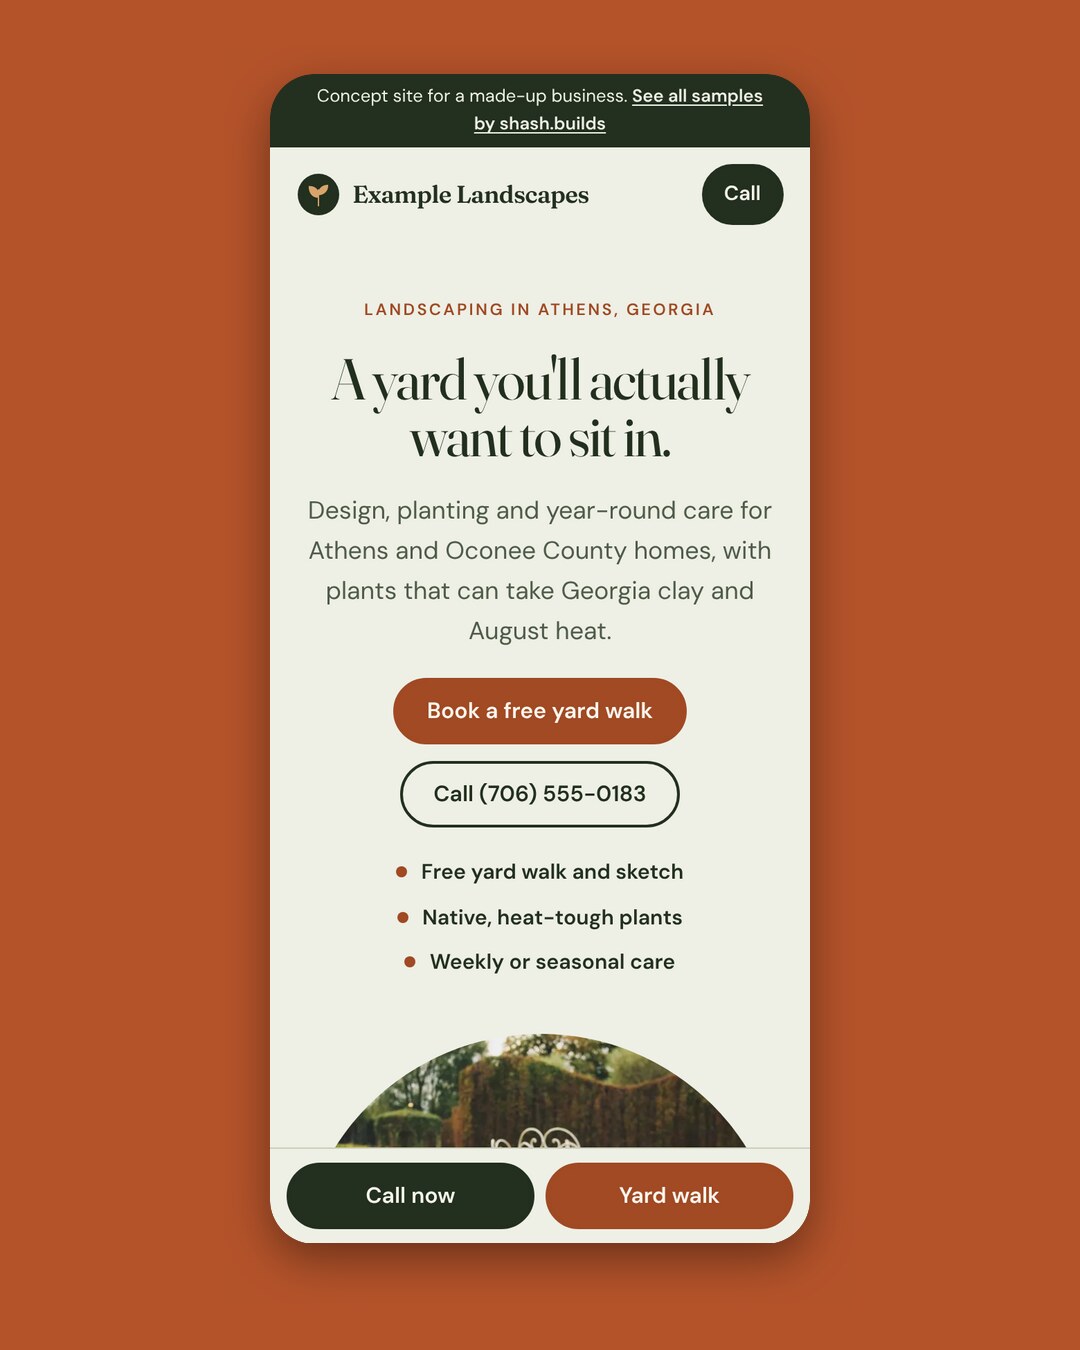 Concept site for a made-up business. See all samples
by shash.builds
Example Landscapes
Call
LANDSCAPING IN ATHENS, GEORGIA
A yard you'll actually
want to sit in.
Design, planting and year-round care for
Athens and Oconee County homes, with
plants that can take Georgia clay and
August heat.
Book a free yard walk
Call (706) 555-0183
Free yard walk and sketch
Native, heat-tough plants
Weekly or seasonal care
Call now
Yard walk